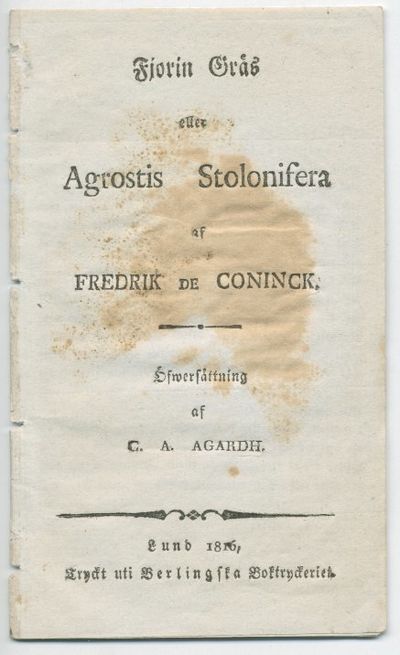 Fiorin Gräs
eller
Agrostis Stolonifera
af
FREDRIK DE CONINCK.
Öfwersättning
af
C. A. AGARDH.
Lund 1816,
Tryckt uti Berlingska Boktryckeriet.